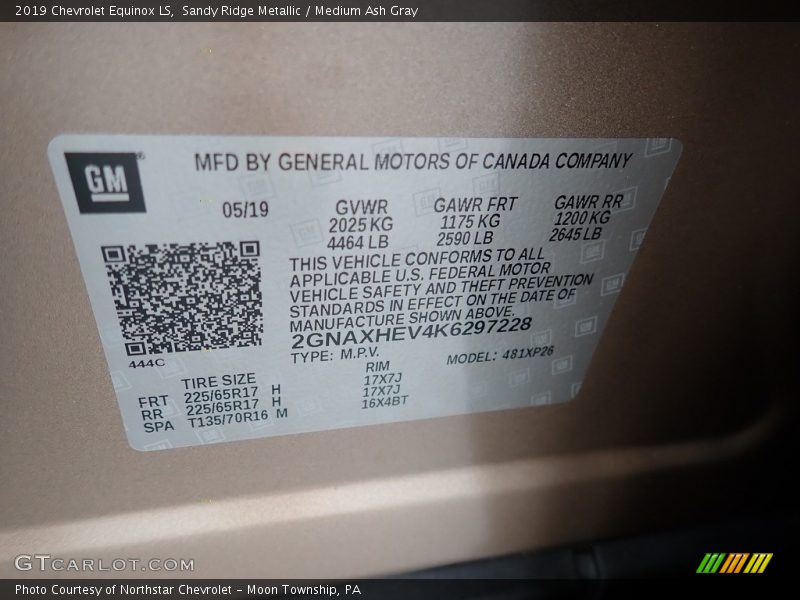 2019 Chevrolet Equinox LS, Sandy Ridge Metallic / Medium Ash Gray
GM®
MFD BY GENERAL MOTORS OF CANADA COMPANY
05/19 GVWR GAWR FRT GAWR RR
2025 KG 1175 KG 1200 KG
4464 LB 2590 LB 2645 LB
THIS VEHICLE CONFORMS TO ALL
APPLICABLE U.S. FEDERAL MOTOR
VEHICLE SAFETY AND THEFT PREVENTION
STANDARDS IN EFFECT ON THE DATE OF
MANUFACTURE SHOWN ABOVE.
2GNAXHEV4K6297228
TYPE: M.P.V. MODEL: 481XP26
444C
TIRE SIZE RIM
FRT 225/65R17 H 17X7J
RR 225/65R17 H 17X7J
SPA T135/70R16 M 16X4BT
GTCARLOT.COM
Photo Courtesy of Northstar Chevrolet – Moon Township, PA